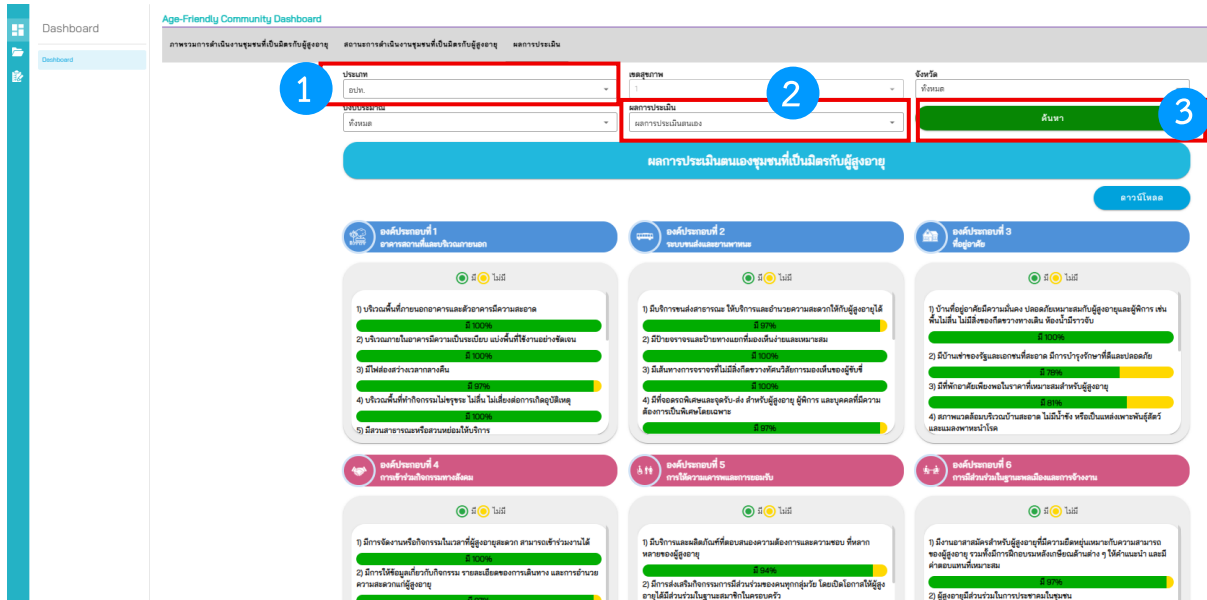 Dashboard
Dashboard
Age-Friendly Community Dashboard
ภาพรวมการดำเนินงานชุมชนที่เป็นมิตรกับผู้สูงอายุ
สถานะการดำเนินงานชุมชนที่เป็นมิตรกับผู้สูงอายุ
ผลการประเมิน
1
ประเภท
อปท.
เขตสุขภาพ
1
2
จังหวัด
ทั้งหมด
ปีงบประมาณ
ทั้งหมด
ผลการประเมิน
ผลการประเมินตนเอง
ค้นหา
3
ผลการประเมินตนเองชุมชนที่เป็นมิตรกับผู้สูงอายุ
ดาวน์โหลด
องค์ประกอบที่ 1
อาคารสถานที่และบริเวณภายนอก
มี ไม่มี
1) บริเวณพื้นที่ภายนอกอาคารและตัวอาคารมีความสะอาด
มี 100%
2) บริเวณภายในอาคารมีความเป็นระเบียบ แบ่งพื้นที่ใช้งานอย่างชัดเจน
มี 100%
3) มีไฟส่องสว่างเวลากลางคืน
มี 97%
4) บริเวณพื้นที่ทำกิจกรรมไม่ขรุขระ ไม่ลื่น ไม่เสี่ยงต่อการเกิดอุบัติเหตุ
มี 100%
5) มีสวนสาธารณะหรือสวนหย่อมให้บริการ
องค์ประกอบที่ 2
ระบบขนส่งและยานพาหนะ
มี ไม่มี
1) มีบริการขนส่งสาธารณะ ให้บริการและอำนวยความสะดวกให้กับผู้สูงอายุได้
มี 97%
2) มีป้ายจราจรและป้ายทางแยกที่มองเห็นง่ายและเหมาะสม
มี 100%
3) มีเส้นทางการจราจรที่ไม่มีสิ่งกีดขวางทัศนวิสัยการมองเห็นของผู้ขับขี่
มี 100%
4) มีที่จอดรถพิเศษและจุดรับ-ส่ง สำหรับผู้สูงอายุ ผู้พิการ และบุคคลที่มีความ
ต้องการเป็นพิเศษโดยเฉพาะ
มี 97%
องค์ประกอบที่ 3
ที่อยู่อาศัย
มี ไม่มี
1) บ้านที่อยู่อาศัยมีความมั่นคง ปลอดภัยเหมาะสมกับผู้สูงอายุและผู้พิการ เช่น
พื้นไม่ลื่น ไม่มีสิ่งของกีดขวางทางเดิน ห้องน้ำมีราวจับ
มี 100%
2) มีบ้านเช่าของรัฐและเอกชนที่สะอาด มีการบำรุงรักษาที่ดีและปลอดภัย
มี 78%
3) มีที่พักอาศัยเพียงพอในราคาที่เหมาะสมสำหรับผู้สูงอายุ
มี 81%
4) สภาพแวดล้อมบริเวณบ้านสะอาด ไม่มีน้ำขัง หรือเป็นแหล่งเพาะพันธุ์สัตว์
และแมลงพาหะนำโรค
องค์ประกอบที่ 4
การเข้าร่วมกิจกรรมทางสังคม
มี ไม่มี
1) มีการจัดงานหรือกิจกรรมในเวลาที่ผู้สูงอายุสะดวก สามารถเข้าร่วมงานได้
มี 100%
2) มีการให้ข้อมูลเกี่ยวกับกิจกรรม รายละเอียดของการเดินทาง และการอำนวย
ความสะดวกแก่ผู้สูงอายุ
องค์ประกอบที่ 5
การให้ความเคารพและการยอมรับ
มี ไม่มี
1) มีบริการและผลิตภัณฑ์ที่ตอบสนองความต้องการและความชอบ ที่หลาก
หลายของผู้สูงอายุ
มี 94%
2) มีการส่งเสริมกิจกรรมการมีส่วนร่วมของคนทุกกลุ่มวัย โดยเปิดโอกาสให้ผู้สูง
อายุได้มีส่วนร่วมในฐานะสมาชิกในครอบครัว
องค์ประกอบที่ 6
การมีส่วนร่วมในฐานะพลเมืองและการจ้างงาน
มี ไม่มี
1) มีงานอาสาสมัครสำหรับผู้สูงอายุที่มีความยืดหยุ่นเหมาะกับความสามารถ
ของผู้สูงอายุ รวมทั้งมีการฝึกอบรมหลังเกษียณด้านต่าง ๆ ให้คำแนะนำ และมี
ค่าตอบแทนที่เหมาะสม
มี 97%
2) ผู้สูงอายุมีส่วนร่วมในการประชาคมในชุมชน